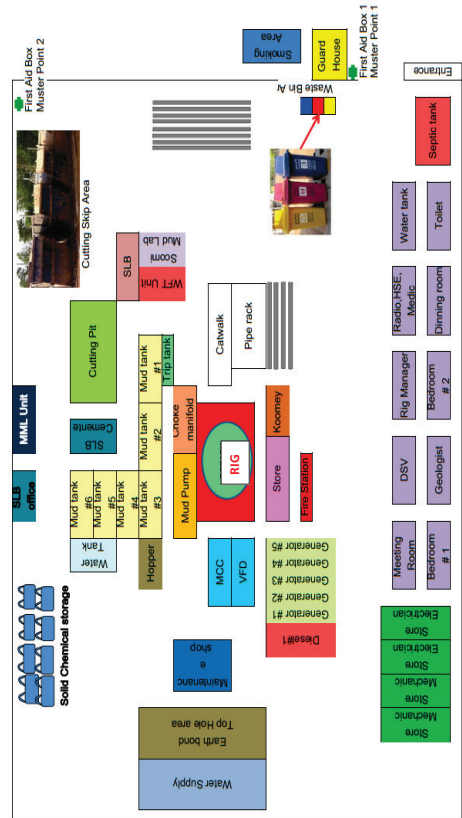 First Aid Box
Muster Point 2
Smoking
Area
Guard
House
First Aid Box 1
Muster Point 1
Entrance
Waste Bin Ar
Septic tank
Cutting Skip Area
Water tank
Toilet
SLB
Scomi
Mud Lab
WFT Unit
Radio,HSE,
Medic
Dinning room
Cutting Pit
Catwalk
Pipe rack
Rig Manager
Bedroom
# 2
MML Unit
SLB
Cemente
Mud tank
#1
Trip tank
Mud tank
#2
Choke
manifold
Koomey
SLB
office
Mud tank
#6
Mud tank
#5
Mud tank
#4
Mud tank
#3
Mud Pump
RIG
Store
Fire Station
DSV
Geologist
Water
Tank
Hopper
MCC
VFD
Generator #5
Generator #4
Generator #3
Generator #2
Generator #1
Diesel#1
Meeting
Room
Bedroom
# 1
Solid Chemical storage
Maintenanc
e
shop
Store
Electrician
Store
Electrician
Store
Mechanic
Store
Mechanic
Earth bond
Top Hole area
Water Supply